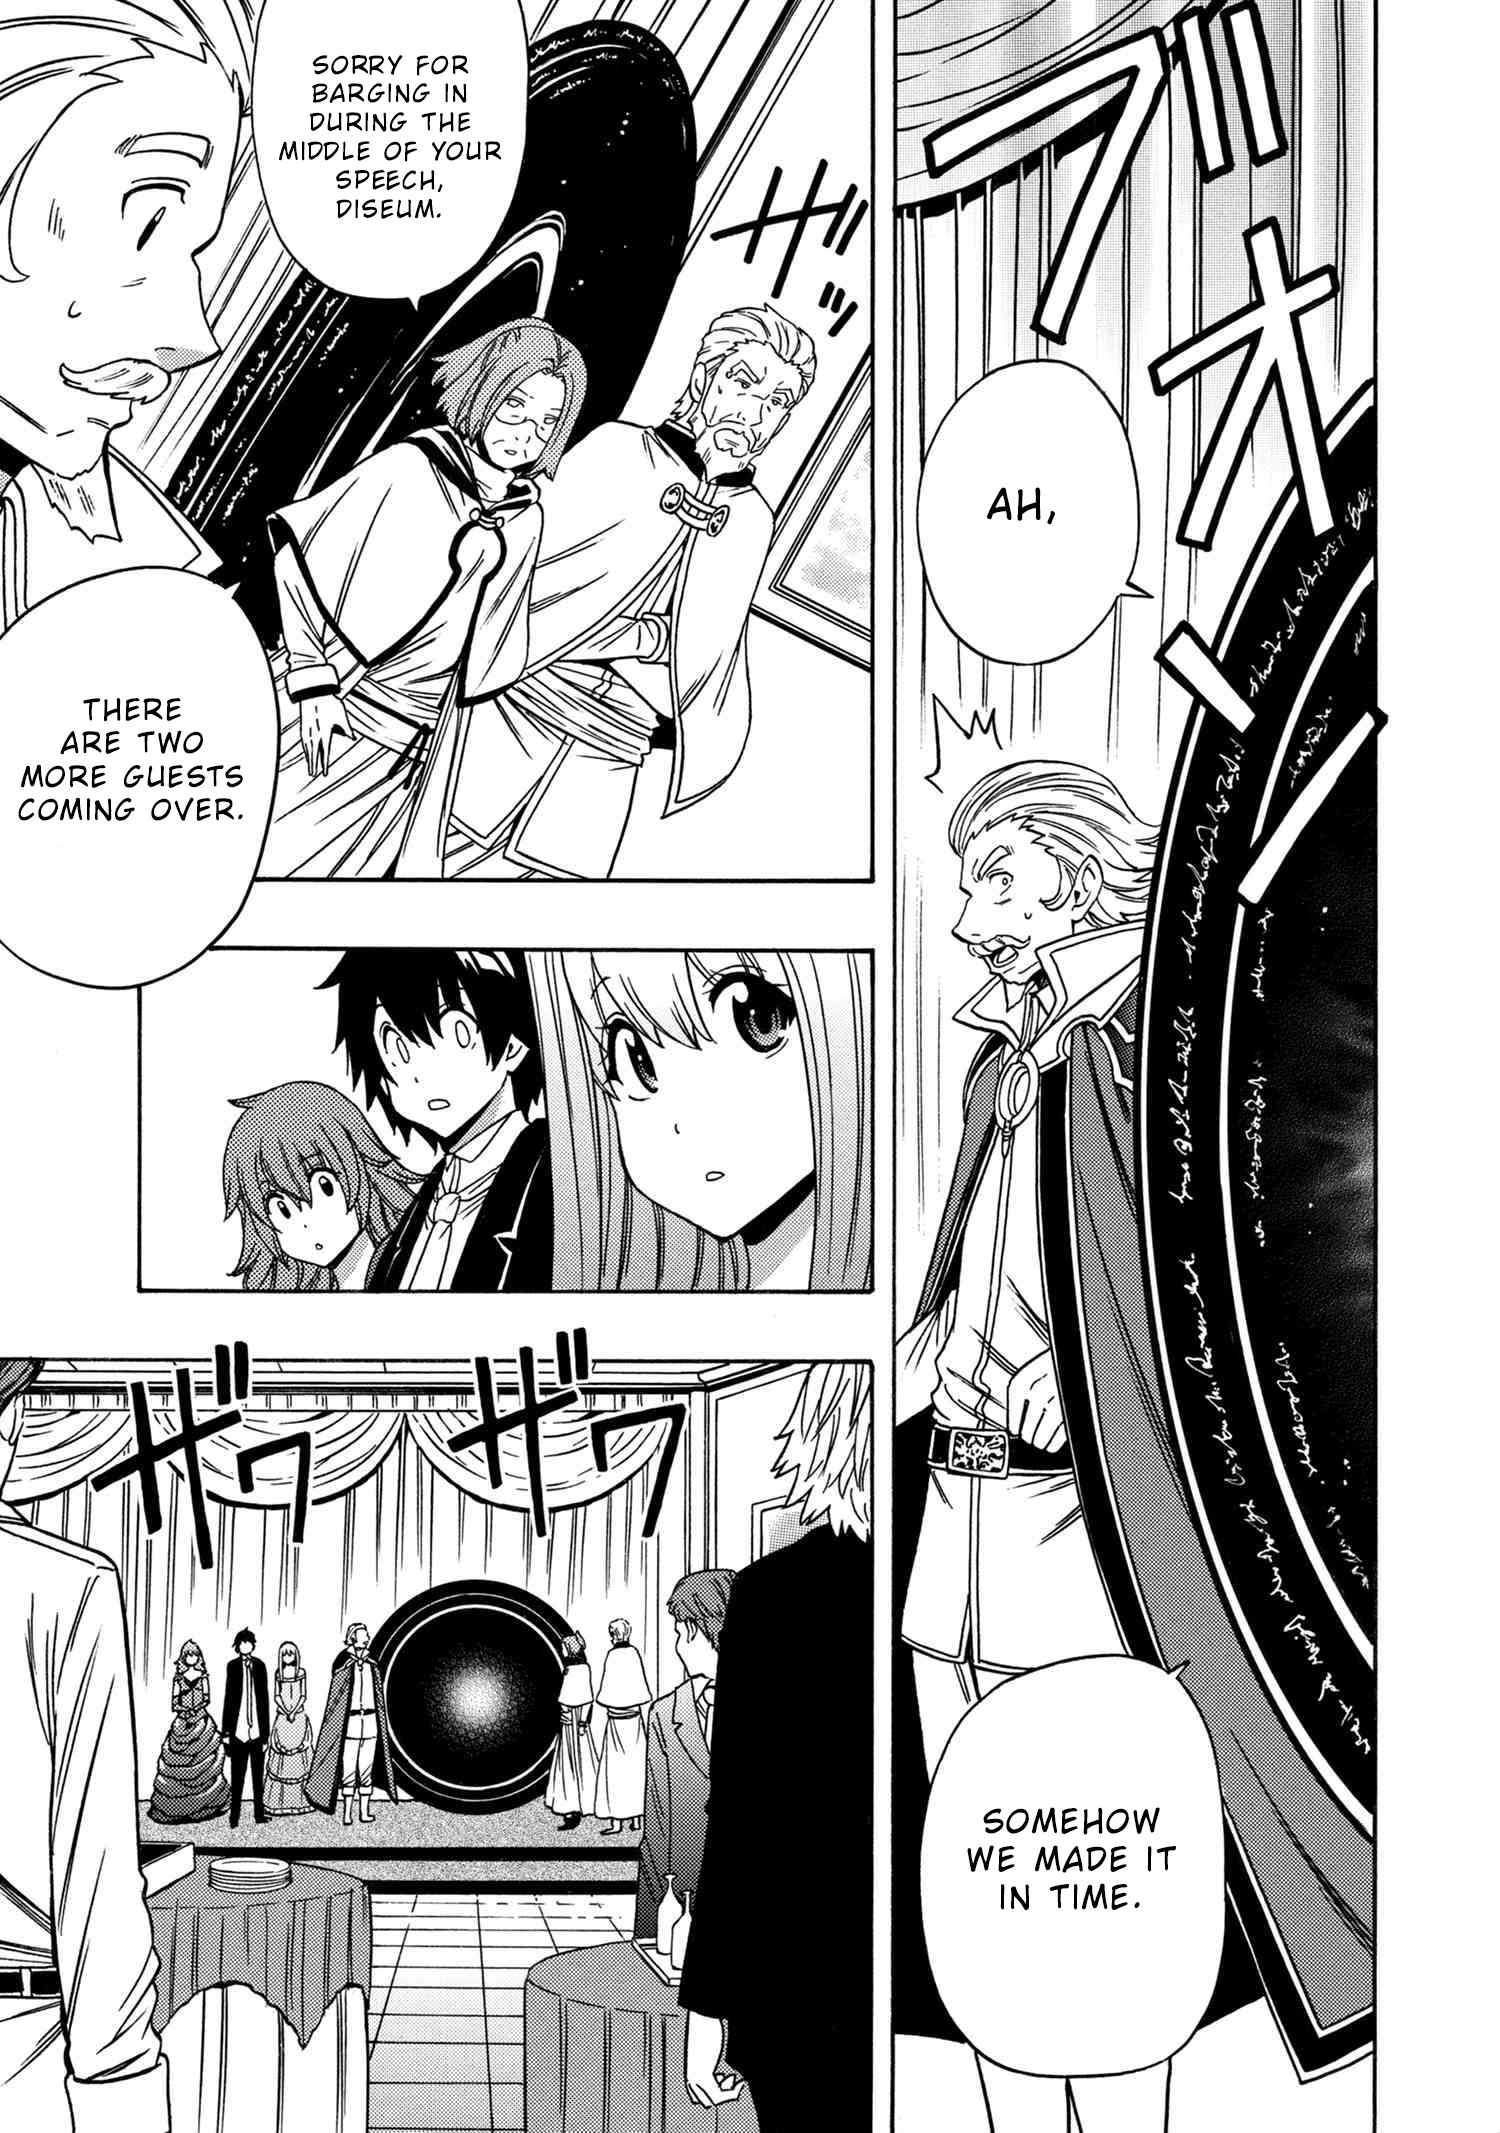 ブ゛ォ
ン
AH,
SOMEHOW
WE MADE IT
IN TIME.
SORRY FOR
BARGING IN
DURING THE
MIDDLE OF YOUR
SPEECH,
DISEUM.
ザッ
THERE
ARE TWO
MORE GUESTS
COMING OVER.
ザワ
ザワ